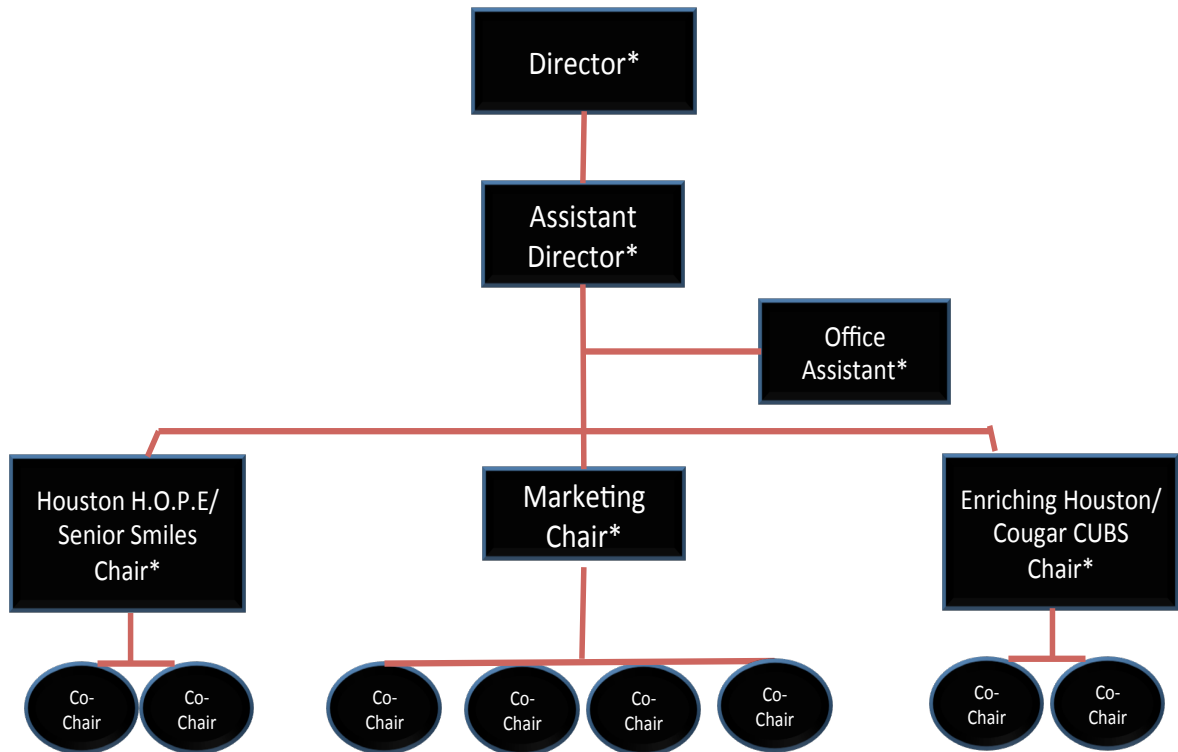 Director*
Assistant
Director*
Office
Assistant*
Houston H.O.P.E/
Senior Smiles
Chair*
Marketing
Chair*
Enriching Houston/
Cougar CUBS
Chair*
Co-
Chair
Co-
Chair
Co-
Chair
Co-
Chair
Co-
Chair
Co-
Chair
Co-
Chair
Co-
Chair